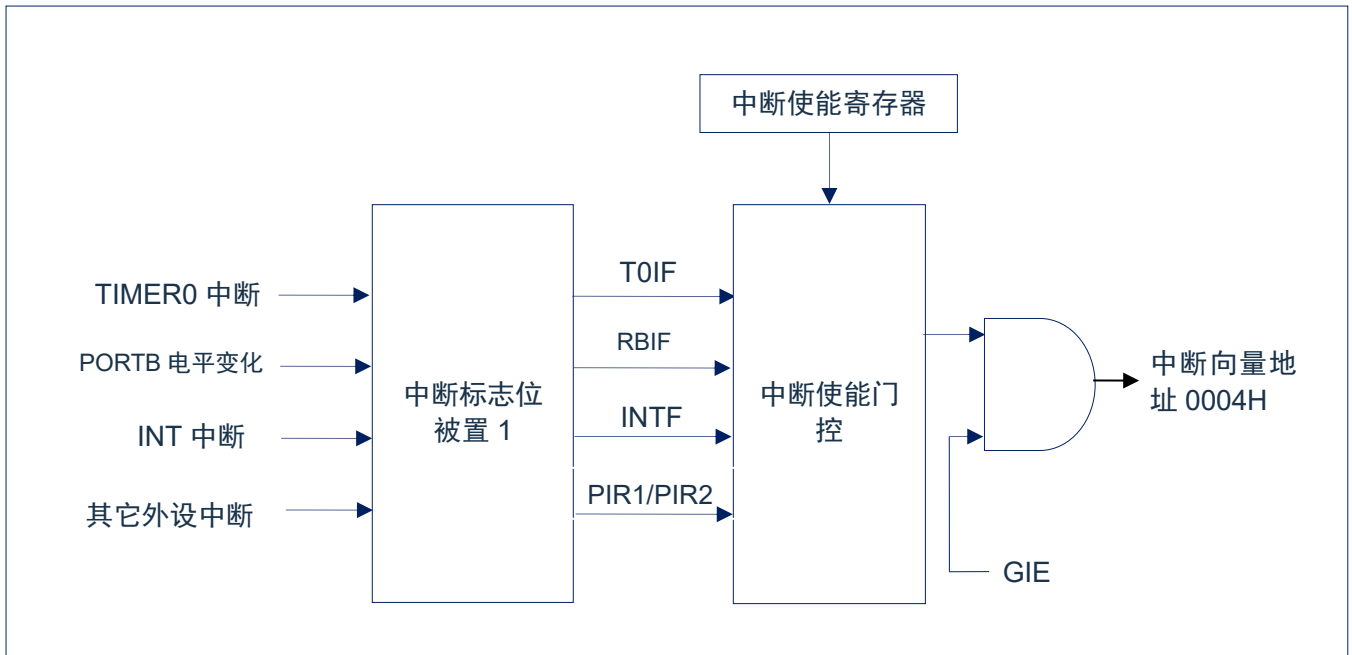 中断使能寄存器
TIMER0 中断
PORTB 电平变化
INT 中断
其它外设中断
中断标志位
被置 1
T0IF
RBIF
INTF
PIR1/PIR2
中断使能门
控
GIE
中断向量地
址 0004H